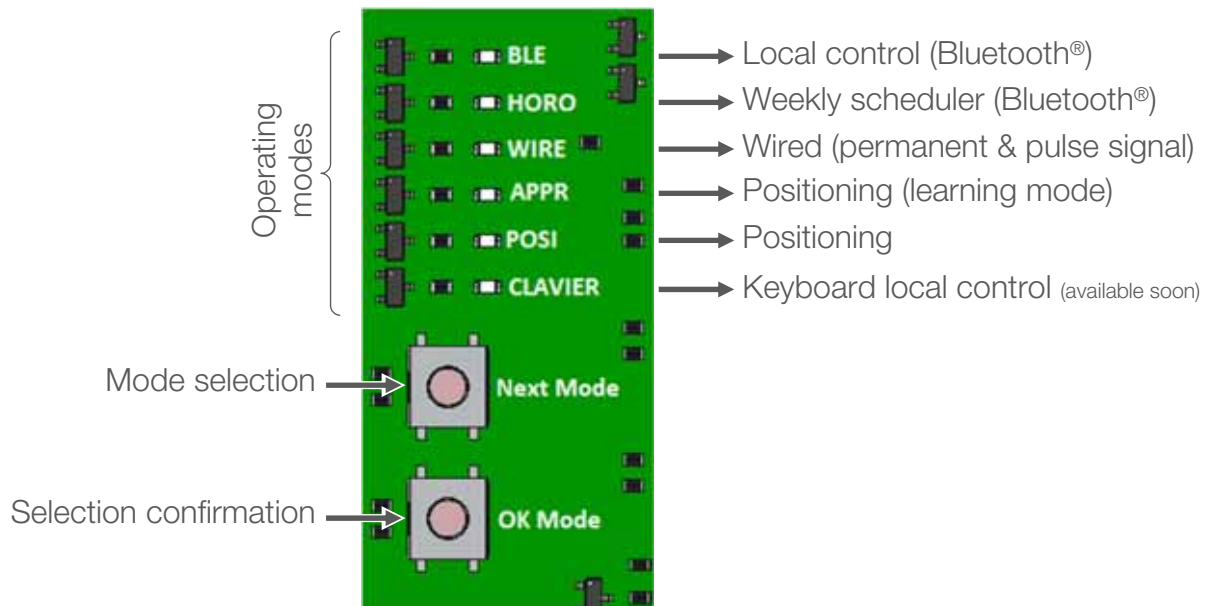 Operating
modes
BLE
Local control (Bluetooth®)
HORO
Weekly scheduler (Bluetooth®)
WIRE
Wired (permanent & pulse signal)
APPR
Positioning (learning mode)
POSI
Positioning
CLAVIER
Keyboard local control (available soon)
Mode selection
Next Mode
Selection confirmation
OK Mode